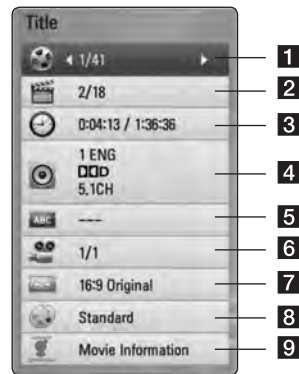 Title
1/41 1
2/18 2
0:04:13 / 1:36:36 3
1 ENG
DD D
5.1CH 4
ABC --- 5
1/1 6
16:9 Original 7
Standard 8
Movie Information 9